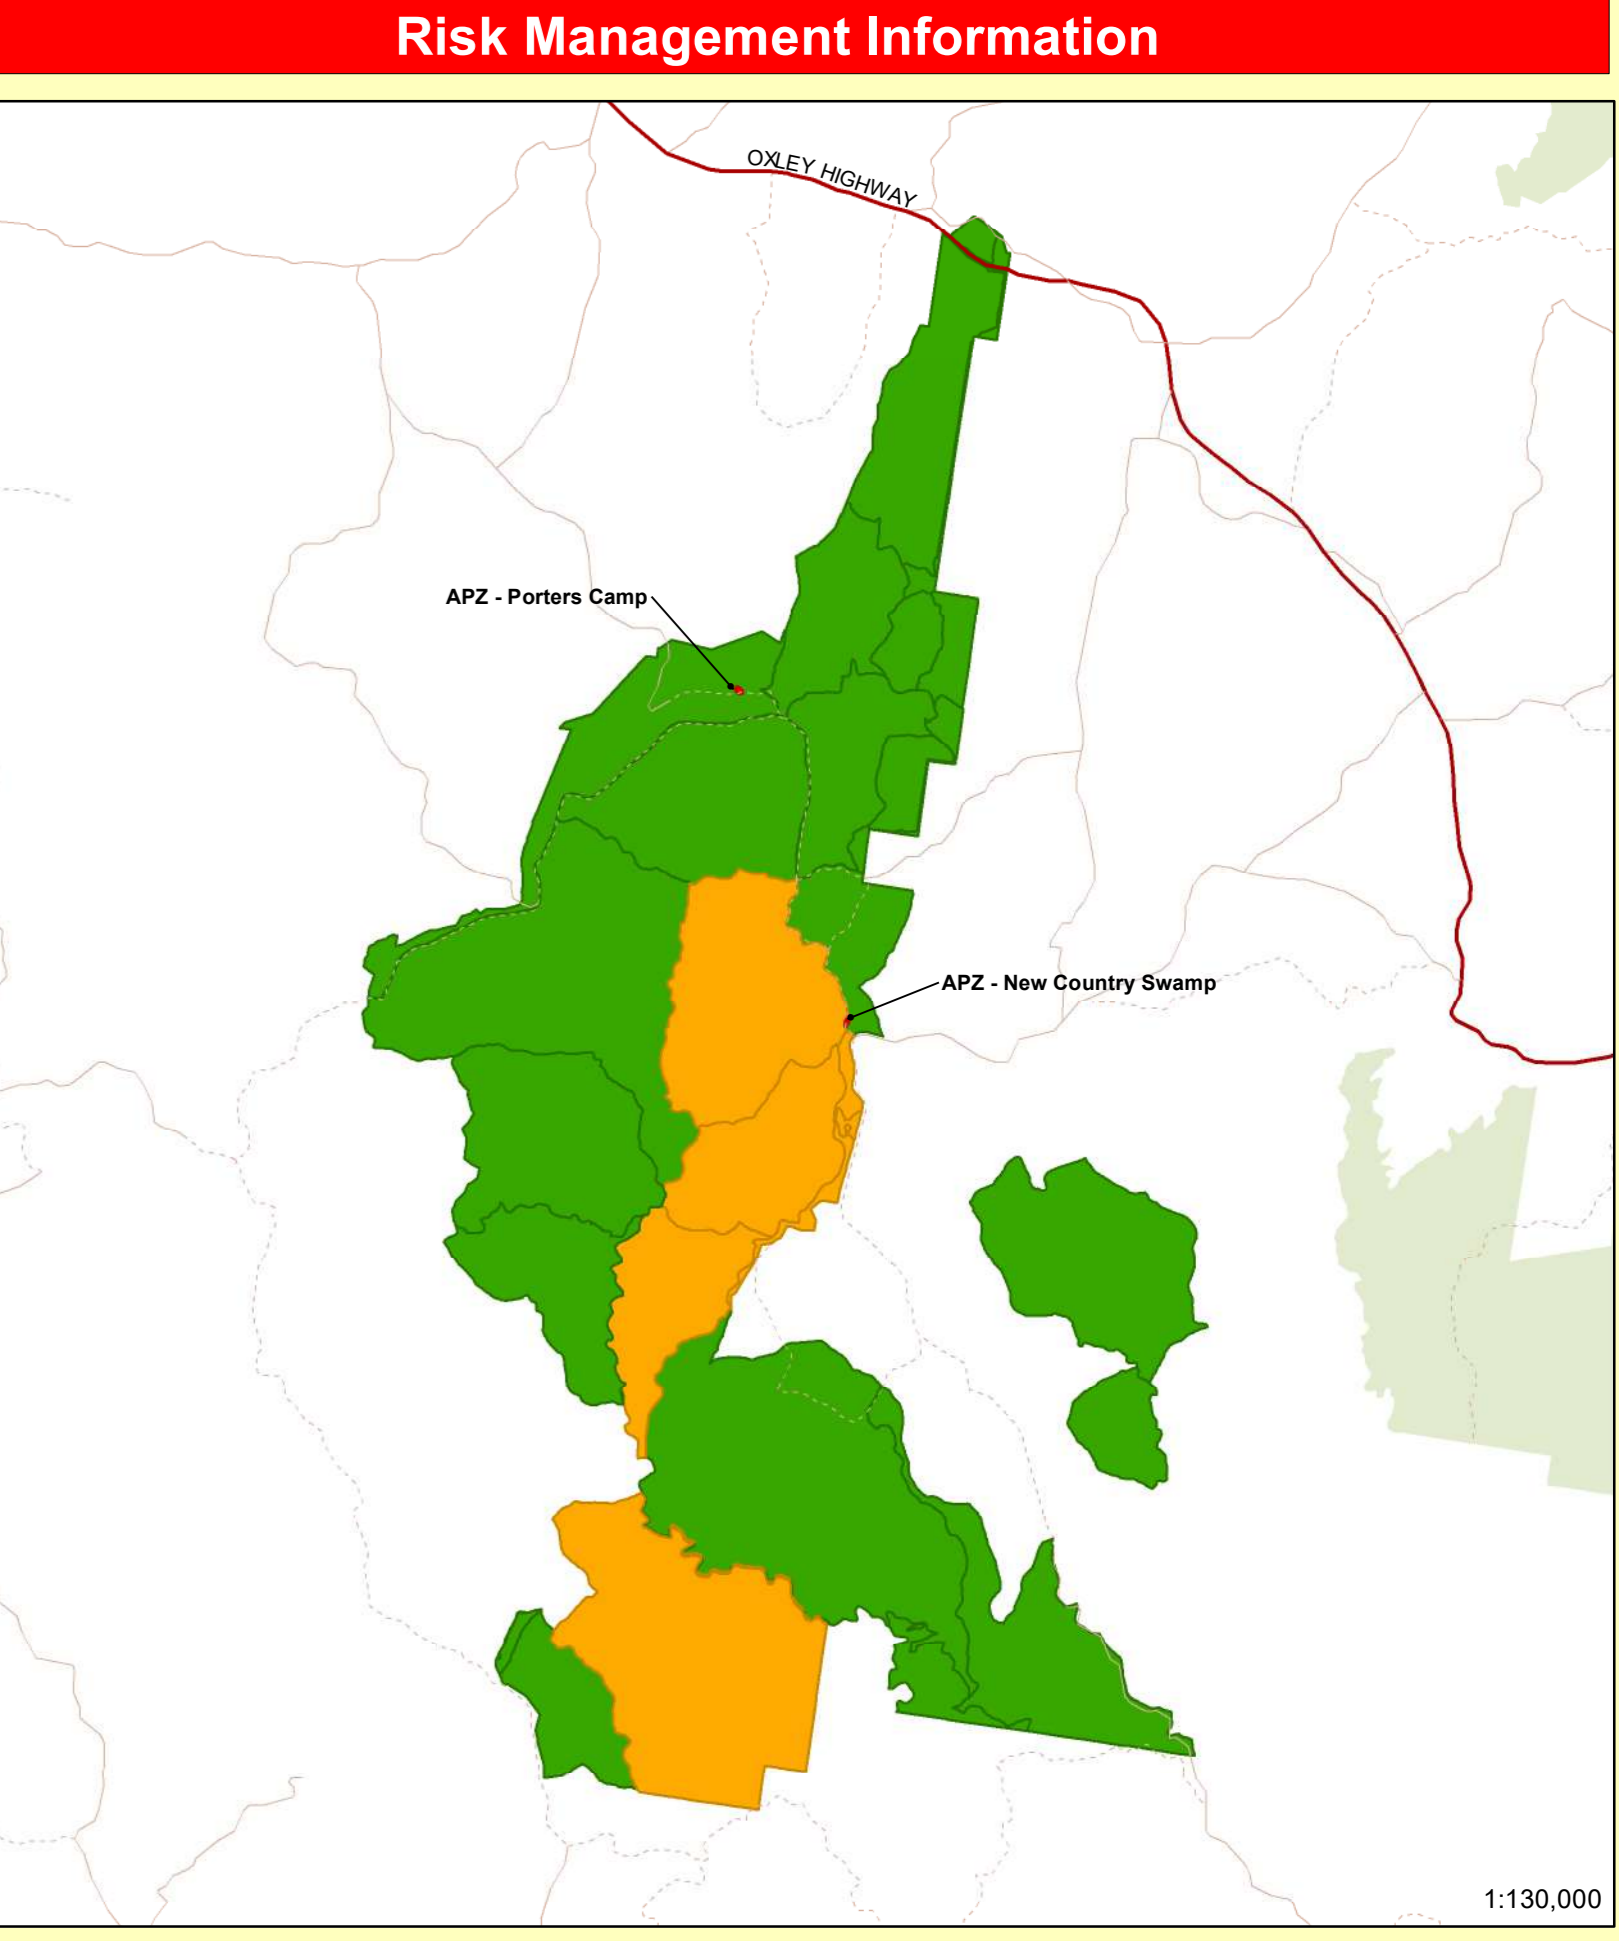 Risk Management Information
OXLEY HIGHWAY
APZ - Porters Camp
APZ - New Country Swamp
1:130,000